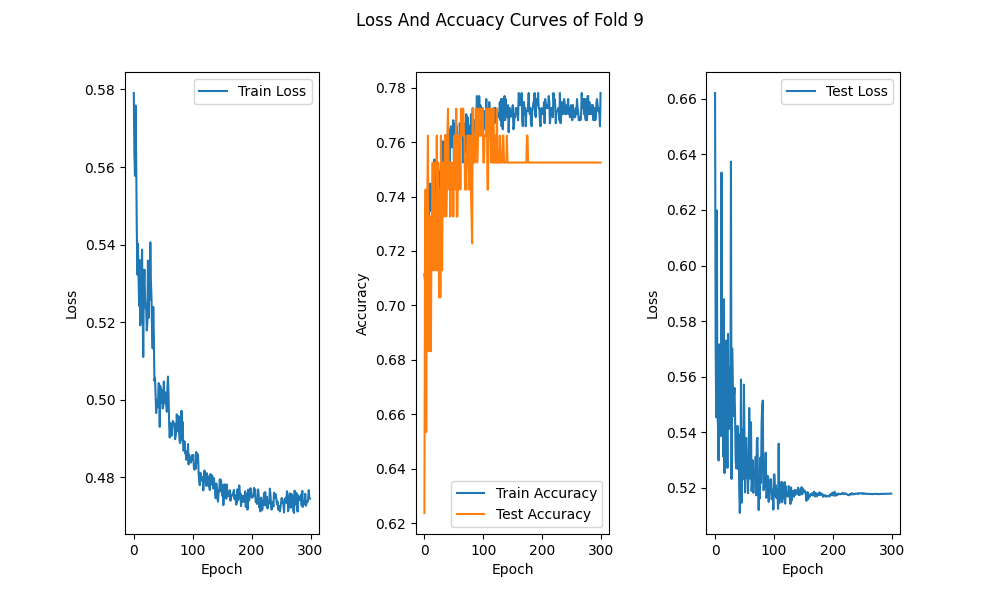 Loss And Accuacy Curves of Fold 9
Train Loss
0.58
0.56
0.54
0.52
0.50
0.48
Loss
0 100 200 300
Epoch
0.78
0.76
0.74
0.72
0.70
0.68
0.66
0.64
0.62
Accuracy
Train Accuracy
Test Accuracy
0 100 200 300
Epoch
Test Loss
0.66
0.64
0.62
0.60
0.58
0.56
0.54
0.52
Loss
0 100 200 300
Epoch